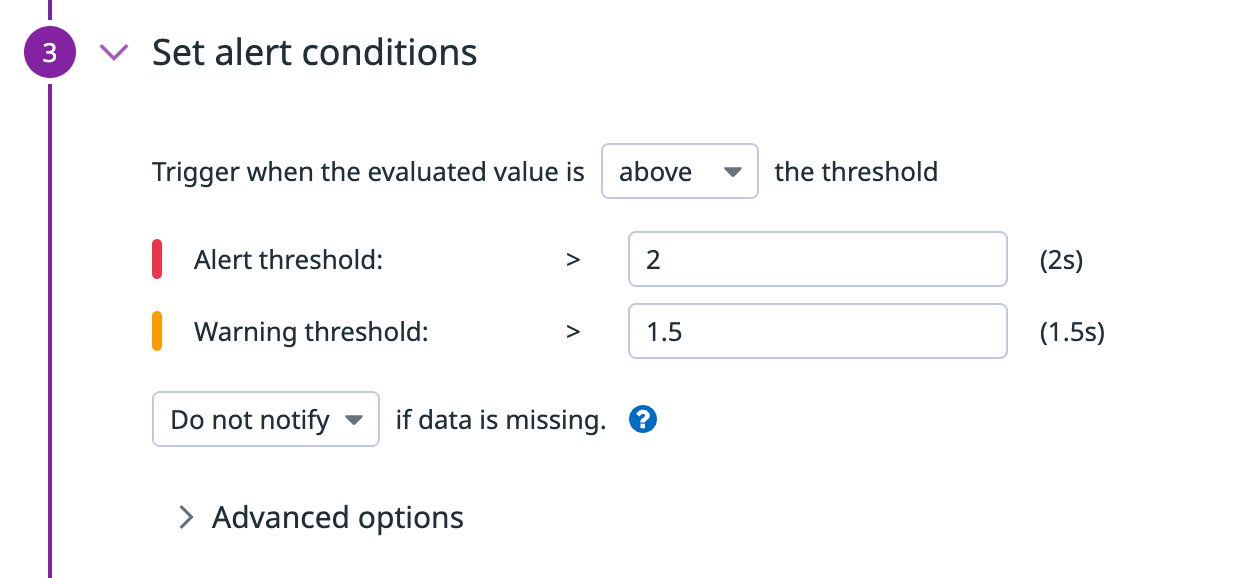 3 Set alert conditions
Trigger when the evaluated value is above the threshold
Alert threshold: > 2 (2s)
Warning threshold: > 1.5 (1.5s)
Do not notify if data is missing. ?
Advanced options